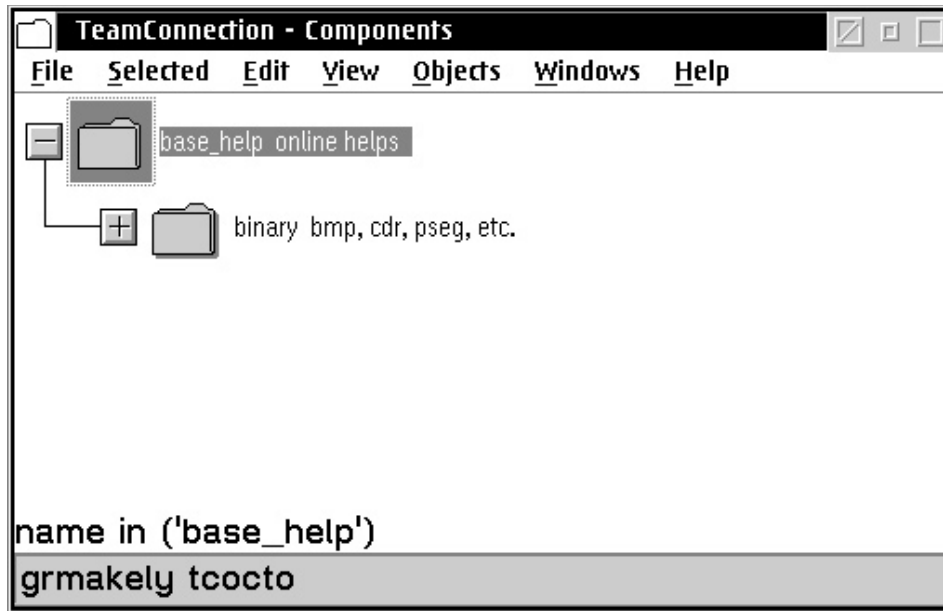 TeamConnection - Components
File Selected Edit View Objects Windows Help
base_help online helps
binary bmp, cdr, pseg, etc.
name in ('base_help')
grmakely tcocto